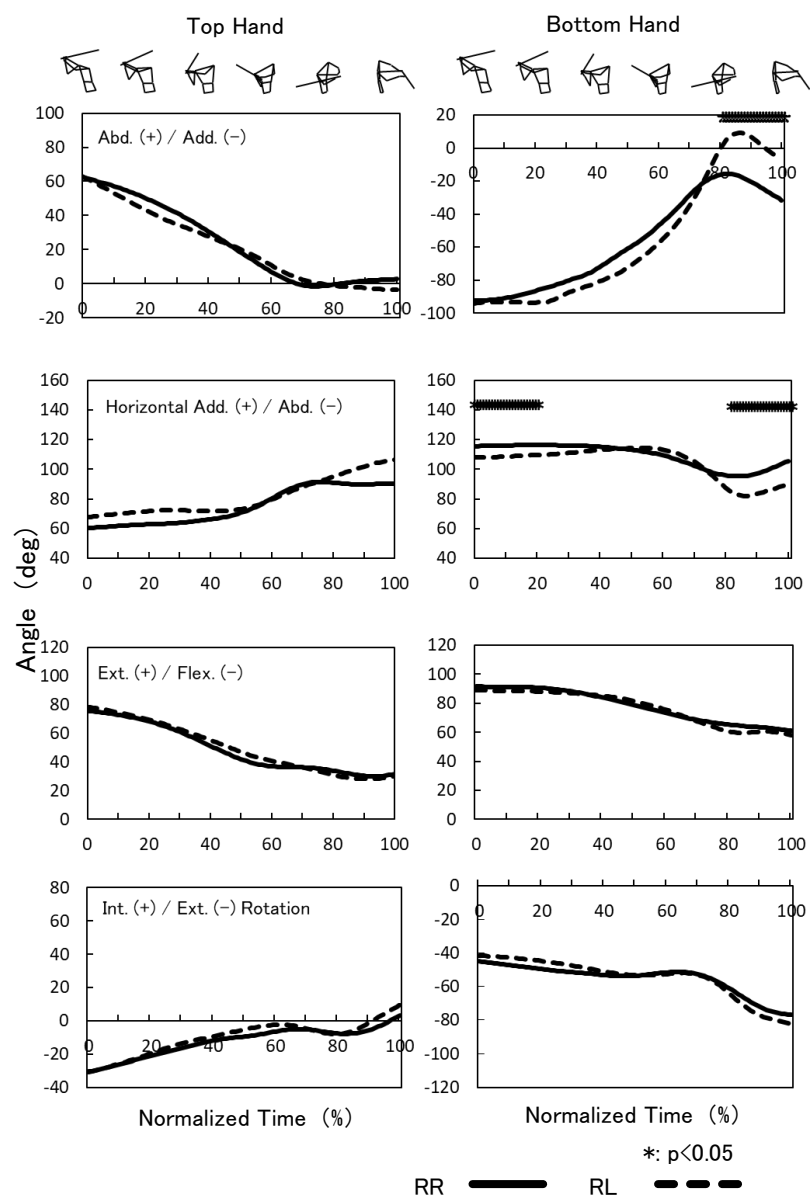 Top Hand
Bottom Hand
Abd. (+) / Add. (-)
100
80
60
40
20
0
-20
0 20 40 60 80 100
20
0
-20
-40
-60
-80
-100
0 20 40 60 80 100
Horizontal Add. (+) / Abd. (-)
160
140
120
100
80
60
40
0 20 40 60 80 100
160
140
120
100
80
60
40
0 20 40 60 80 100
Angle (deg)
Ext. (+) / Flex. (-)
120
100
80
60
40
20
0
0 20 40 60 80 100
120
100
80
60
40
20
0
0 20 40 60 80 100
Int. (+) / Ext. (-) Rotation
80
60
40
20
0
-20
-40
0 20 40 60 80 100
0
-20
-40
-60
-80
-100
-120
0 20 40 60 80 100
Normalized Time (%)
Normalized Time (%)
*: p<0.05
RR RL